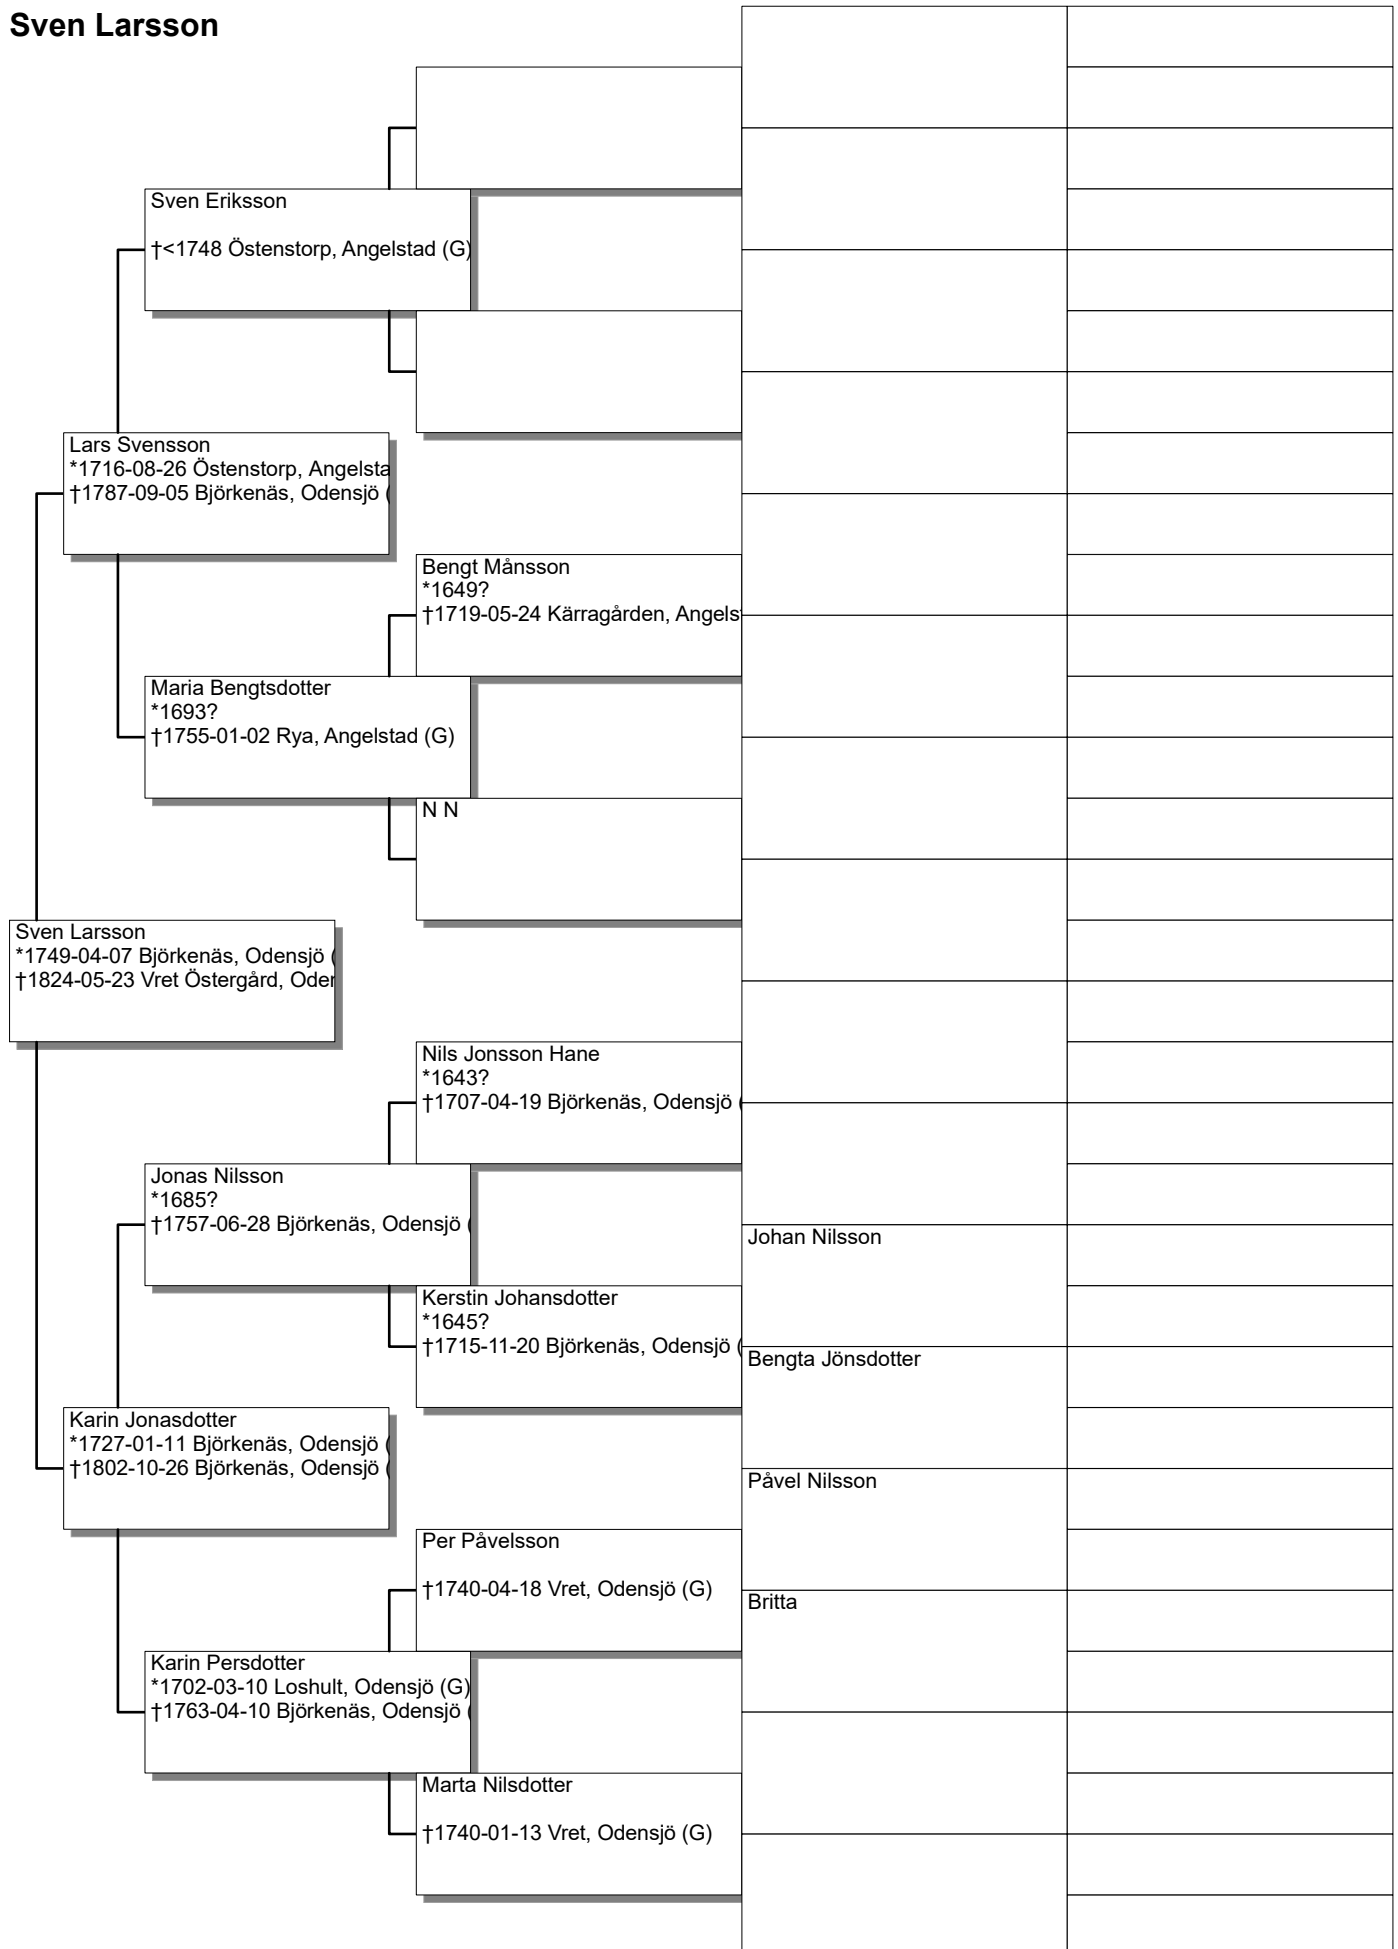 Sven Larsson
Sven Eriksson
†<1748 Östenstorp, Angelstad (G)
Lars Svensson
*1716-08-26 Östenstorp, Angelsta
†1787-09-05 Björkenäs, Odensjö (
Bengt Månsson
*1649?
†1719-05-24 Kärragården, Angels
Maria Bengtsdotter
*1693?
†1755-01-02 Rya, Angelstad (G)
N N
Sven Larsson
*1749-04-07 Björkenäs, Odensjö (
†1824-05-23 Vret Östergård, Oden
Nils Jonsson Hane
*1643?
†1707-04-19 Björkenäs, Odensjö (
Jonas Nilsson
*1685?
†1757-06-28 Björkenäs, Odensjö (
Johan Nilsson
Kerstin Johansdotter
*1645?
†1715-11-20 Björkenäs, Odensjö (
Bengta Jönsdotter
Karin Jonasdotter
*1727-01-11 Björkenäs, Odensjö (
†1802-10-26 Björkenäs, Odensjö (
Påvel Nilsson
Per Påvelsson
†1740-04-18 Vret, Odensjö (G)
Britta
Karin Persdotter
*1702-03-10 Loshult, Odensjö (G)
†1763-04-10 Björkenäs, Odensjö (
Marta Nilsdotter
†1740-01-13 Vret, Odensjö (G)